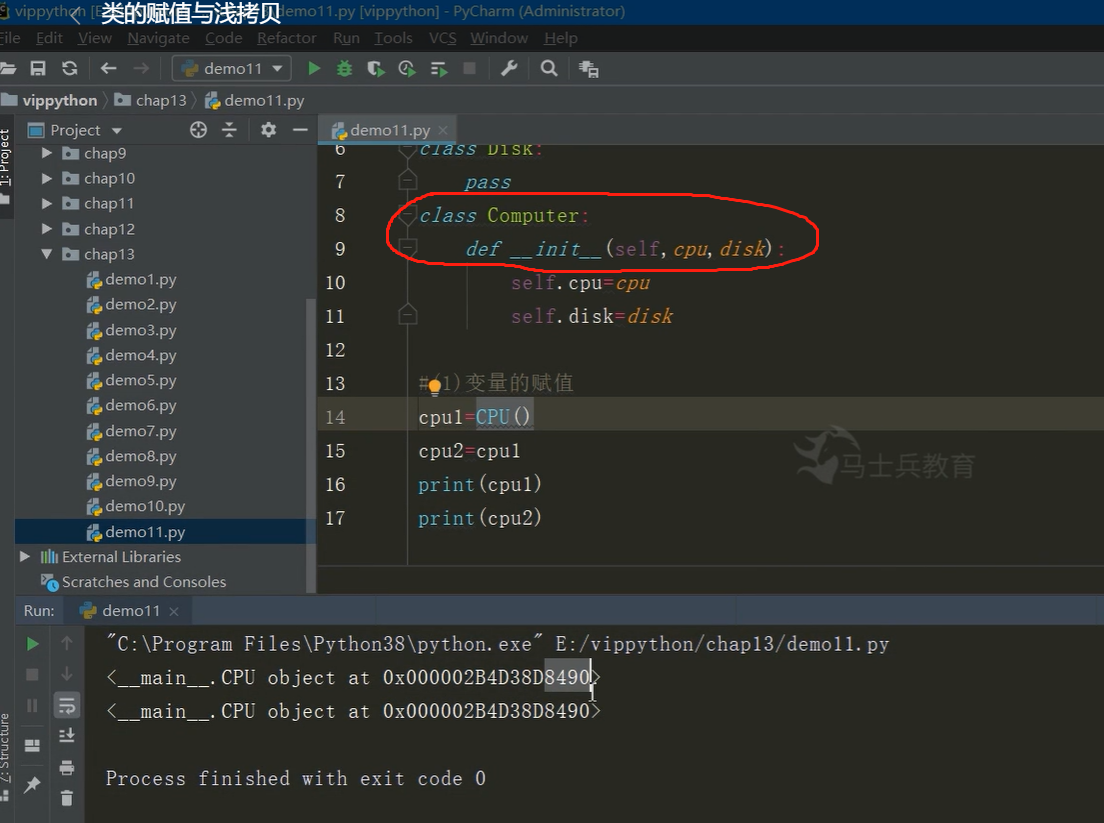 类的赋值与浅拷贝
vippython demo11.py [vippython] - PyCharm (Administrator)
File Edit View Navigate Code Refactor Run Tools VCS Window Help
demo11
vippython chap13 demo11.py
Project
demo11.py
1: Project
chap9
chap10
chap11
chap12
chap13
demo1.py
demo2.py
demo3.py
demo4.py
demo5.py
demo6.py
demo7.py
demo8.py
demo9.py
demo10.py
demo11.py
External Libraries
Scratches and Consoles
6 class Disk:
7 pass
8 class Computer:
9 def __init__(self,cpu,disk):
10 self.cpu=cpu
11 self.disk=disk
12
13 #(1)变量的赋值
14 cpu1=CPU()
15 cpu2=cpu1
16 print(cpu1)
17 print(cpu2)
马士兵教育
Run: demo11
"C:\Program Files\Python38\python.exe" E:/vippython/chap13/demo11.py
<__main__.CPU object at 0x000002B4D38D8490>
<__main__.CPU object at 0x000002B4D38D8490>
Process finished with exit code 0
Z: Structure